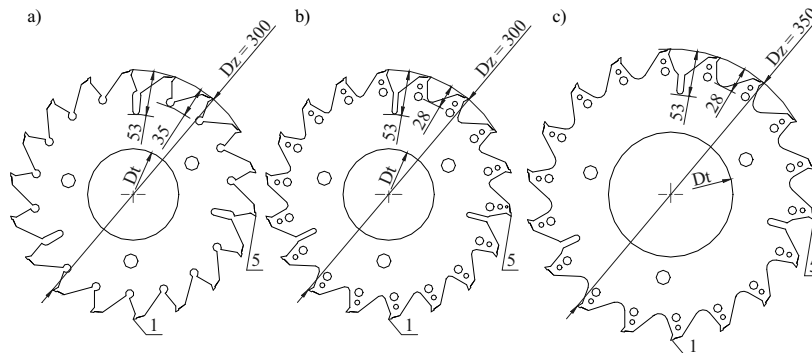 a)
Dz = 300
53
35
Dt
5
1
b)
Dz = 300
53
28
Dt
5
1
c)
Dz = 350
53
28
Dt
1